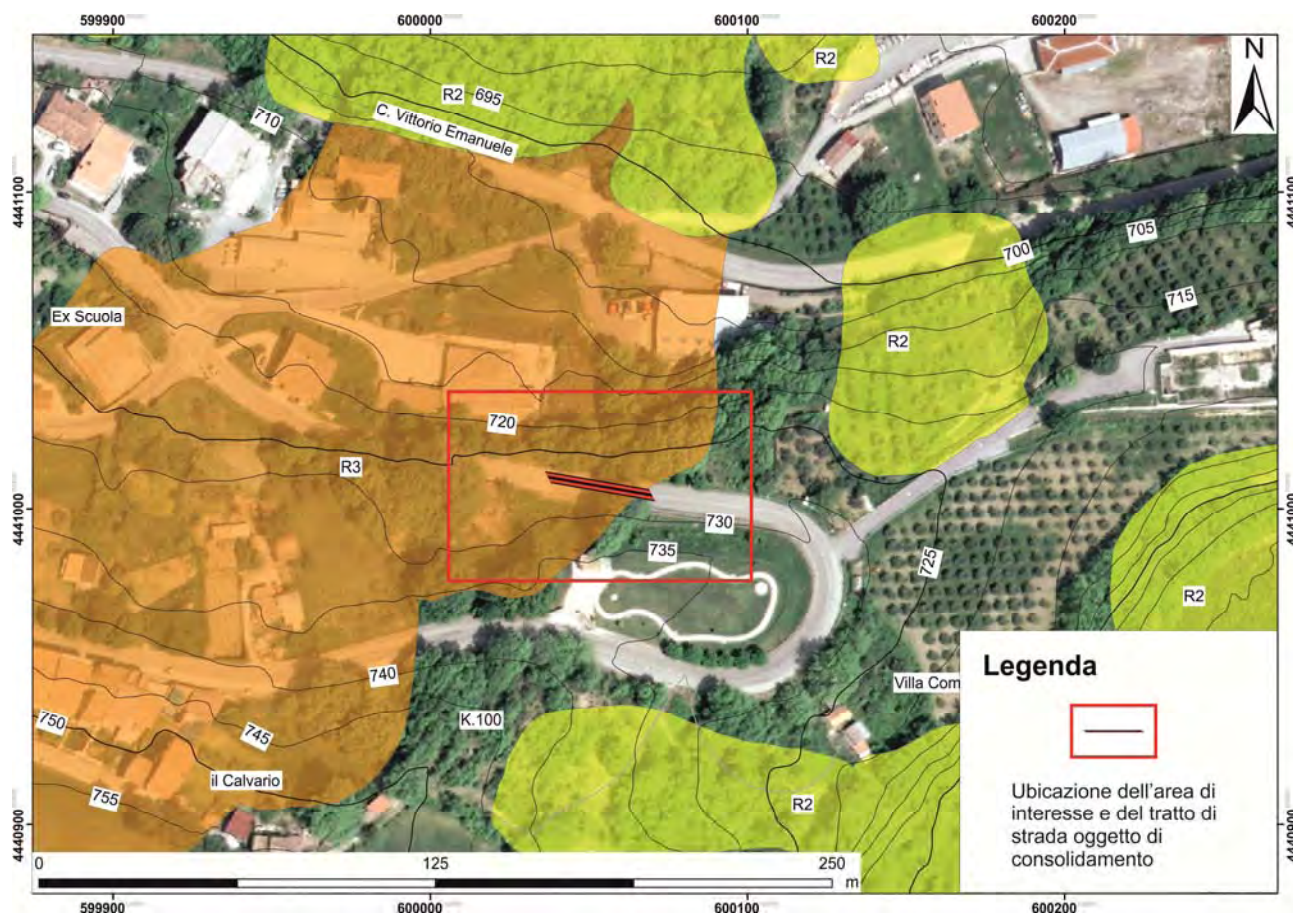 599900 600000 600100 600200
N
R2
R2
695
C. Vittorio Emanuele
710
4441100
4441100
700
705
715
Ex Scuola
R2
720
R3
4441000
4441000
730
735
725
R2
740
Villa Com
K.100
745
750
il Calvario
755
R2
4440900
4440900
0 125 250
m
Legenda
Ubicazione dell'area di
interesse e del tratto di
strada oggetto di
consolidamento
599900 600000 600100 600200